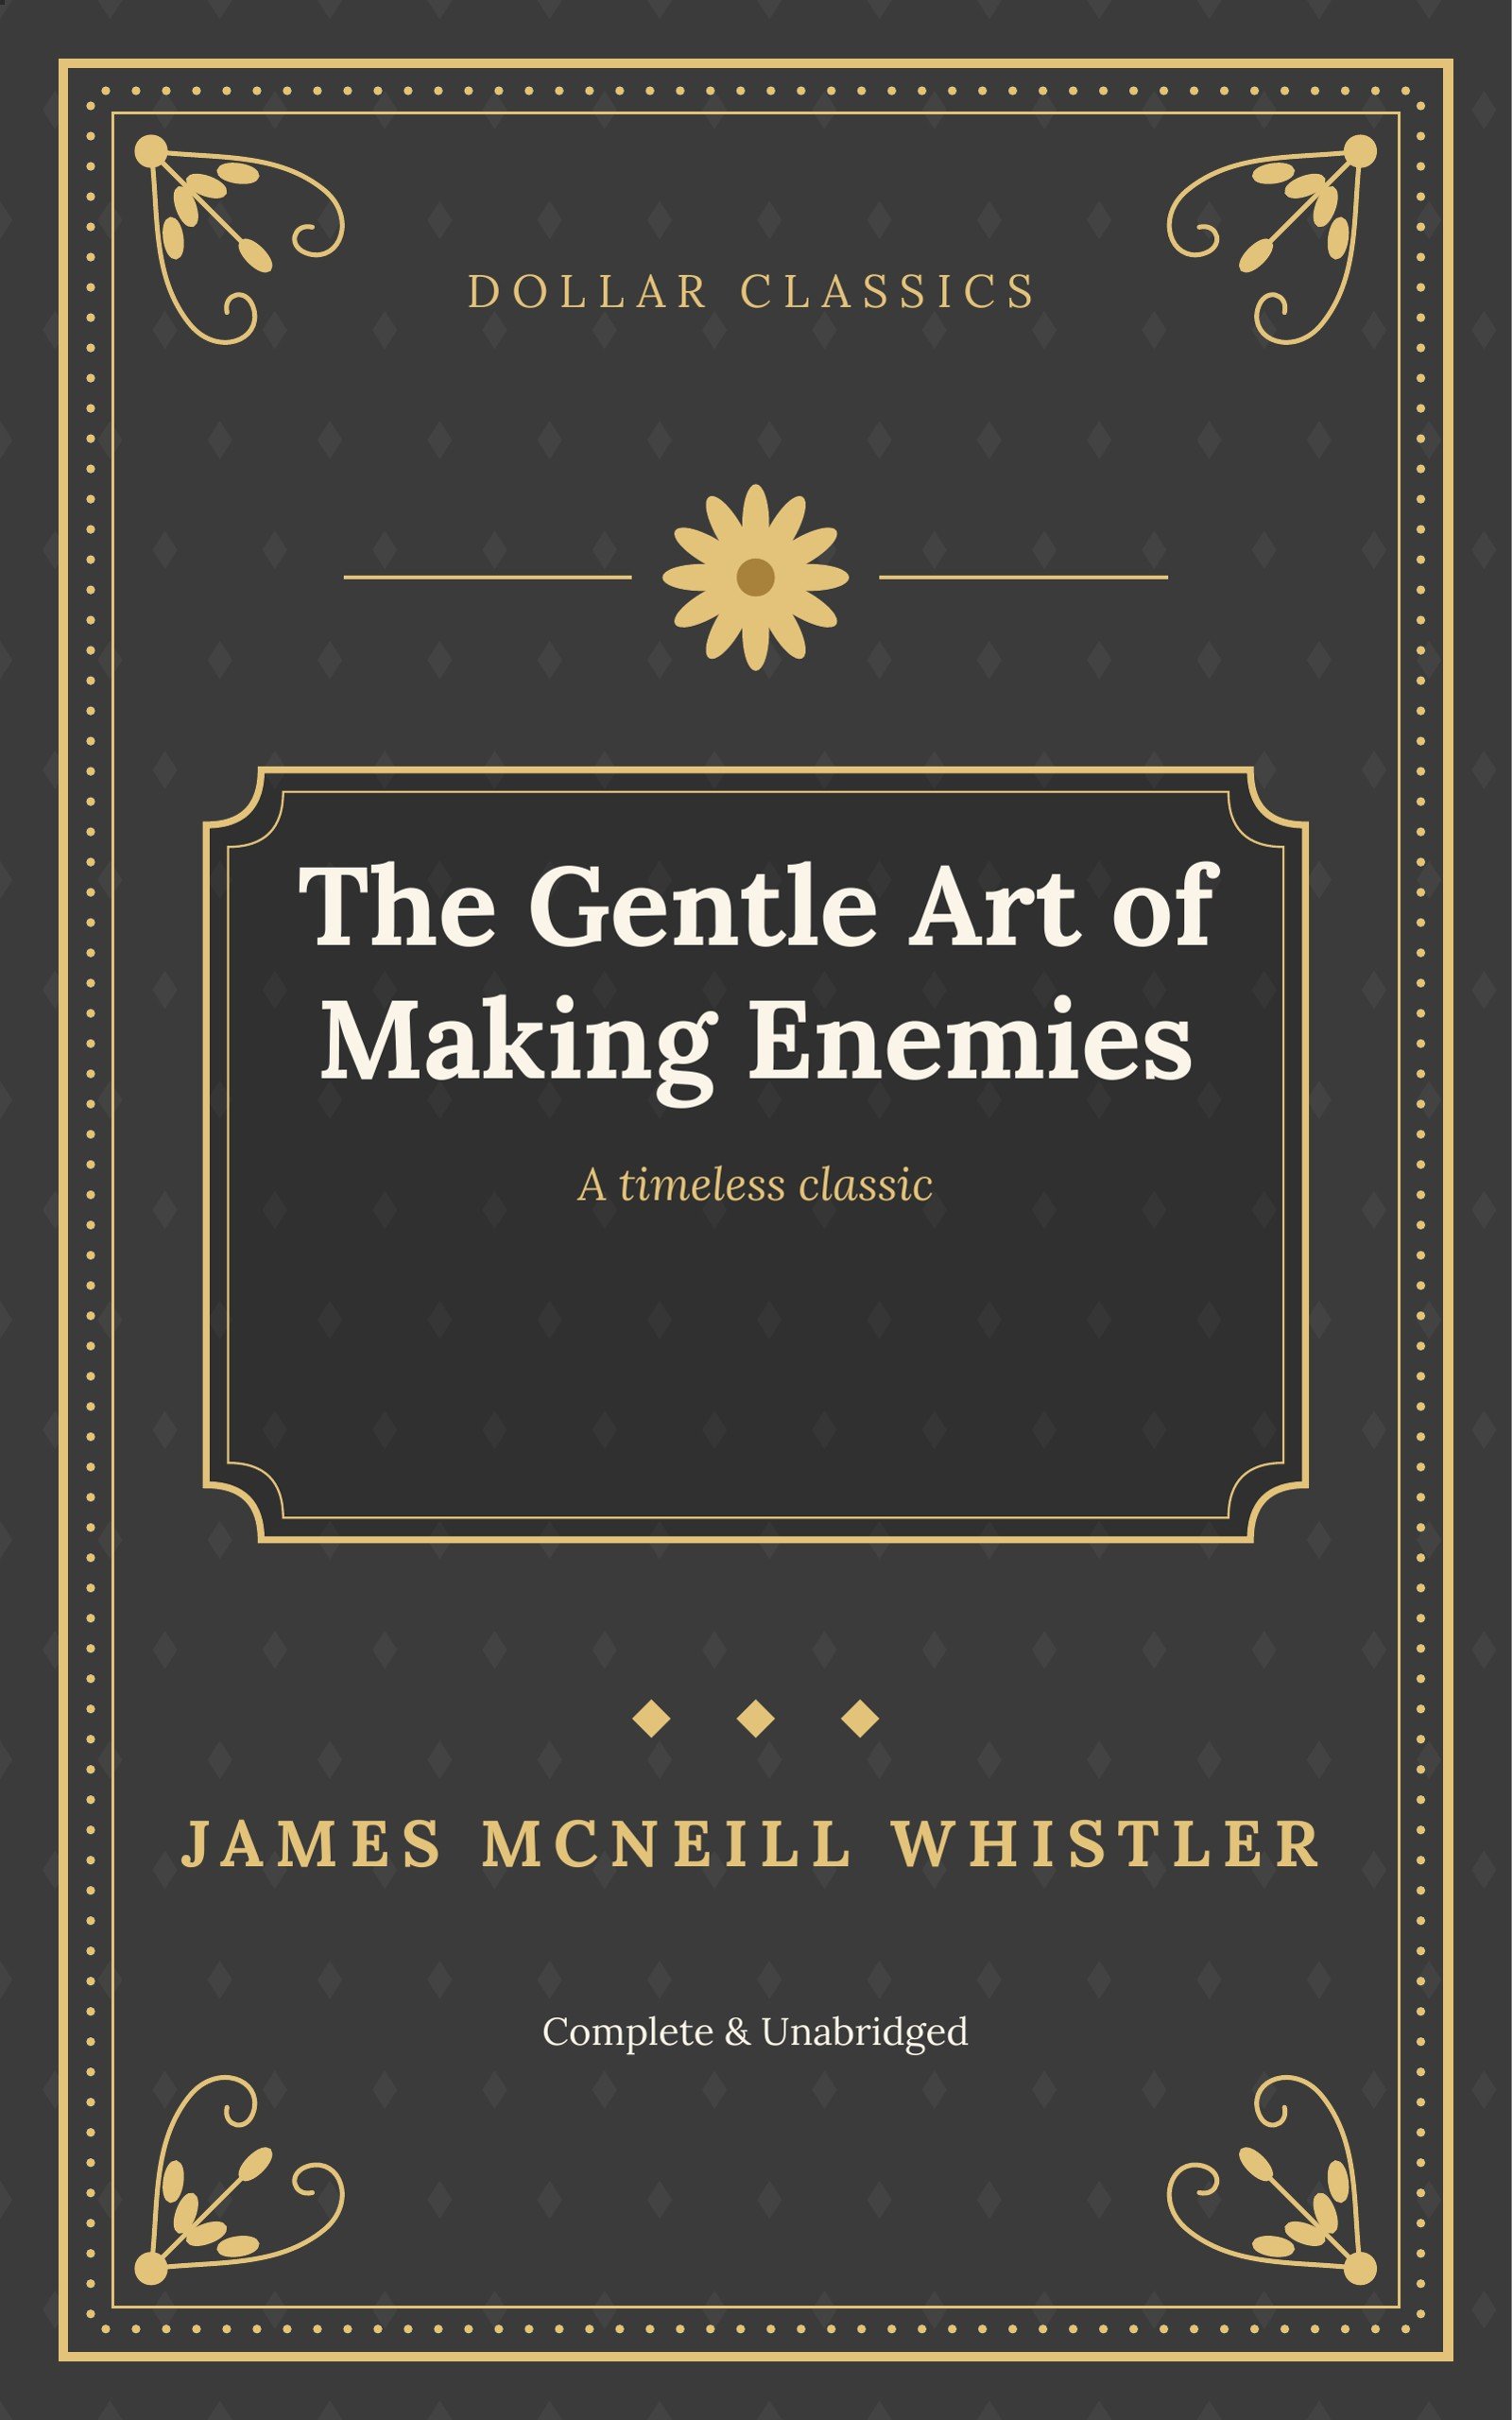 DOLLAR CLASSICS
The Gentle Art of
Making Enemies
A timeless classic
JAMES MCNEILL WHISTLER
Complete & Unabridged